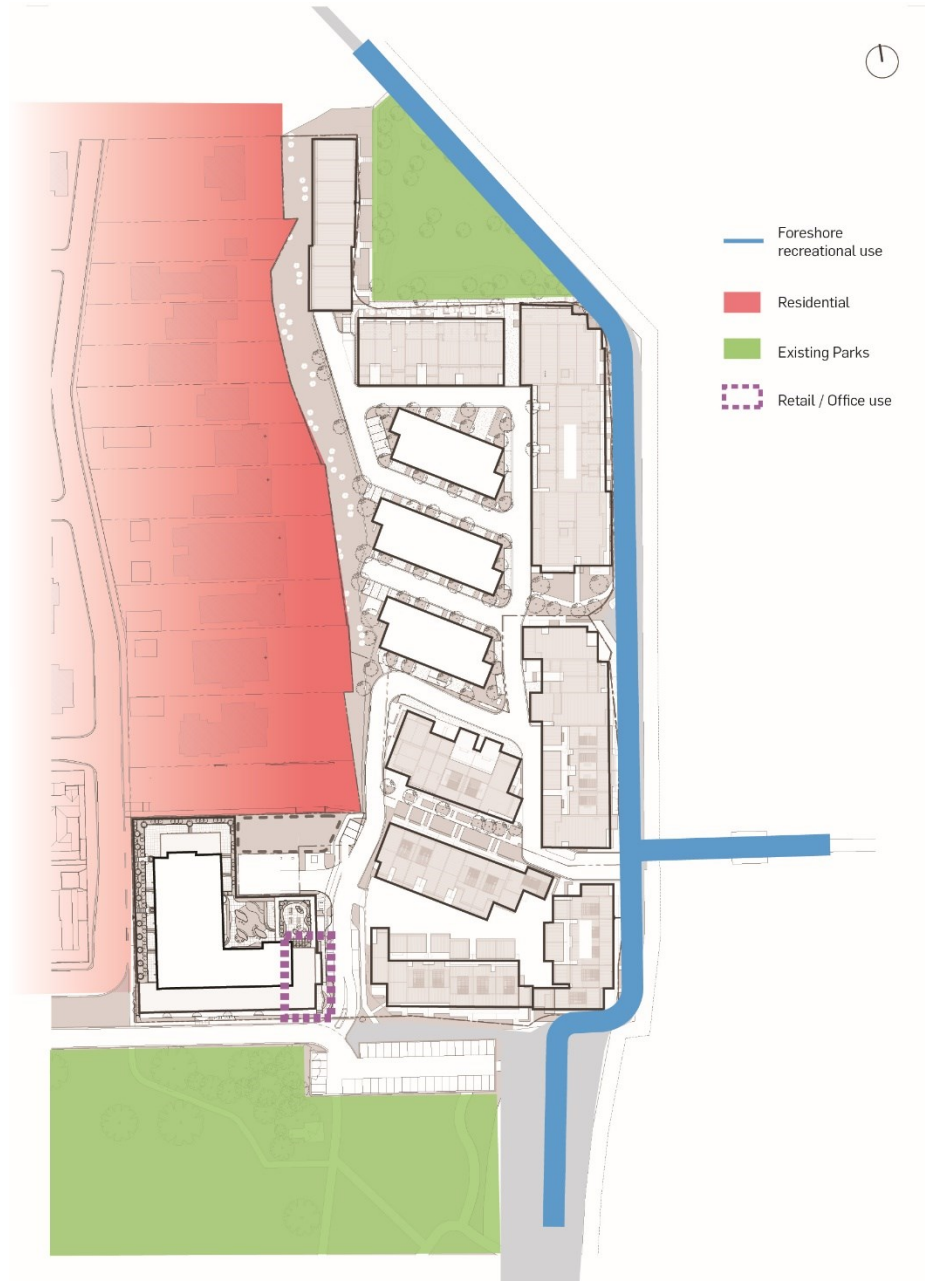 Foreshore
recreational use
Residential
Existing Parks
Retail / Office use